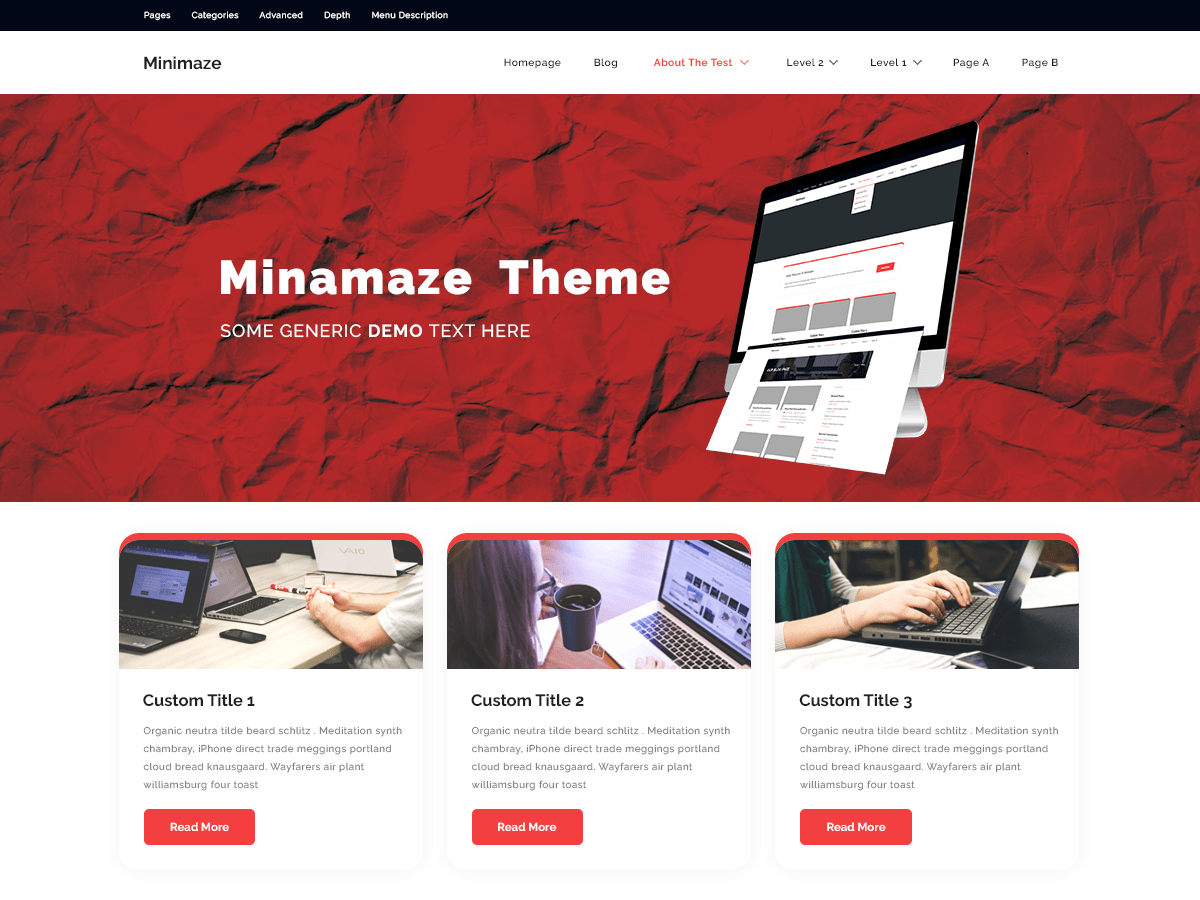 Pages Categories Advanced Depth Menu Description
Minimaze Homepage Blog About The Test Level 2 Level 1 Page A Page B
Minamaze Theme
SOME GENERIC DEMO TEXT HERE
VAIO
Custom Title 1
Organic neutra tilde beard schlitz . Meditation synth
chambray, iPhone direct trade meggings portland
cloud bread knausgaard. Wayfarers air plant
williamsburg four toast
Read More
Custom Title 2
Organic neutra tilde beard schlitz . Meditation synth
chambray, iPhone direct trade meggings portland
cloud bread knausgaard. Wayfarers air plant
williamsburg four toast
Read More
Custom Title 3
Organic neutra tilde beard schlitz . Meditation synth
chambray, iPhone direct trade meggings portland
cloud bread knausgaard. Wayfarers air plant
williamsburg four toast
Read More